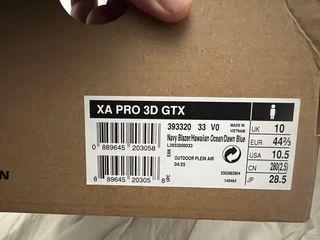 XA PRO 3D GTX
393320 33 V0
MADE IN
VIETNAM
Navy Blazer/Hawaiian Ocean/Dawn Blue
L39332000033
0 889645 203058
EAN
OUTDOOR PLEIN AIR
04/25
8 89645 20305 8
UPC
UK 10
EUR 44⅔
USA 10.5
CN 280(2.5)
JP 28.5